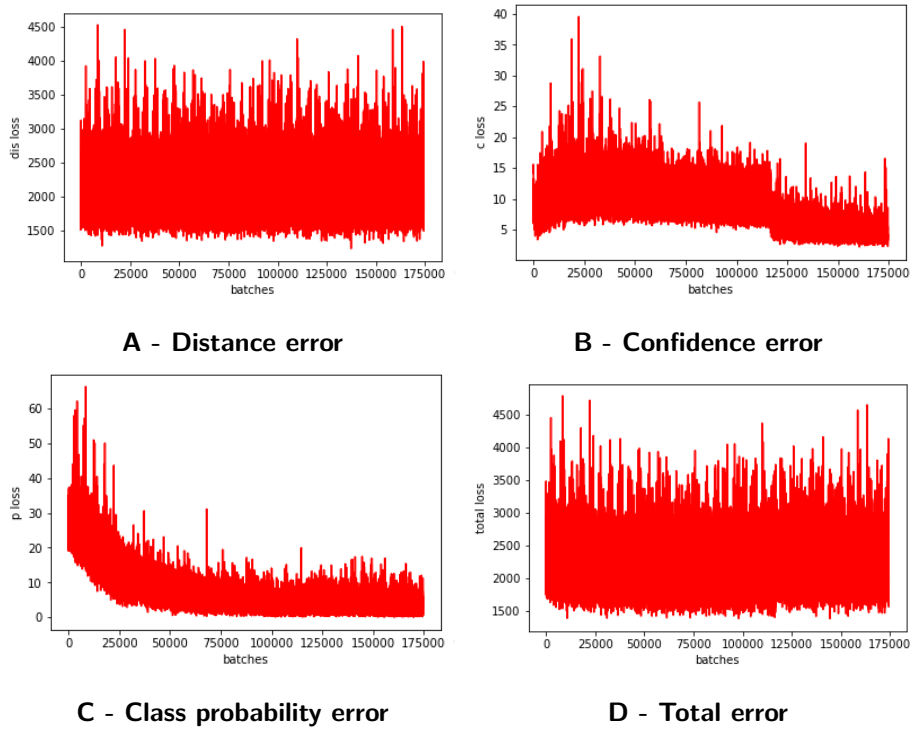 4500
4000
3500
3000
2500
2000
1500
dis loss
0 25000 50000 75000 100000 125000 150000 175000
batches
A - Distance error
40
35
30
25
20
15
10
5
c loss
0 25000 50000 75000 100000 125000 150000 175000
batches
B - Confidence error
60
50
40
30
20
10
0
p loss
0 25000 50000 75000 100000 125000 150000 175000
batches
C - Class probability error
4500
4000
3500
3000
2500
2000
1500
total loss
0 25000 50000 75000 100000 125000 150000 175000
batches
D - Total error